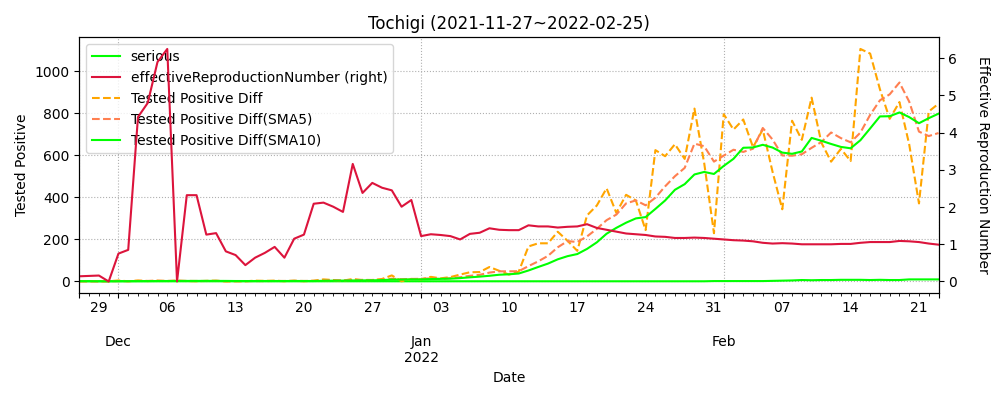 Tochigi (2021-11-27~2022-02-25)
serious
effectiveReproductionNumber (right)
Tested Positive Diff
Tested Positive Diff(SMA5)
Tested Positive Diff(SMA10)
Tested Positive
1000
800
600
400
200
0
Effective Reproduction Number
6
5
4
3
2
1
0
29 06 13 20 27 03 10 17 24 31 07 14 21
Dec Jan Feb
2022
Date